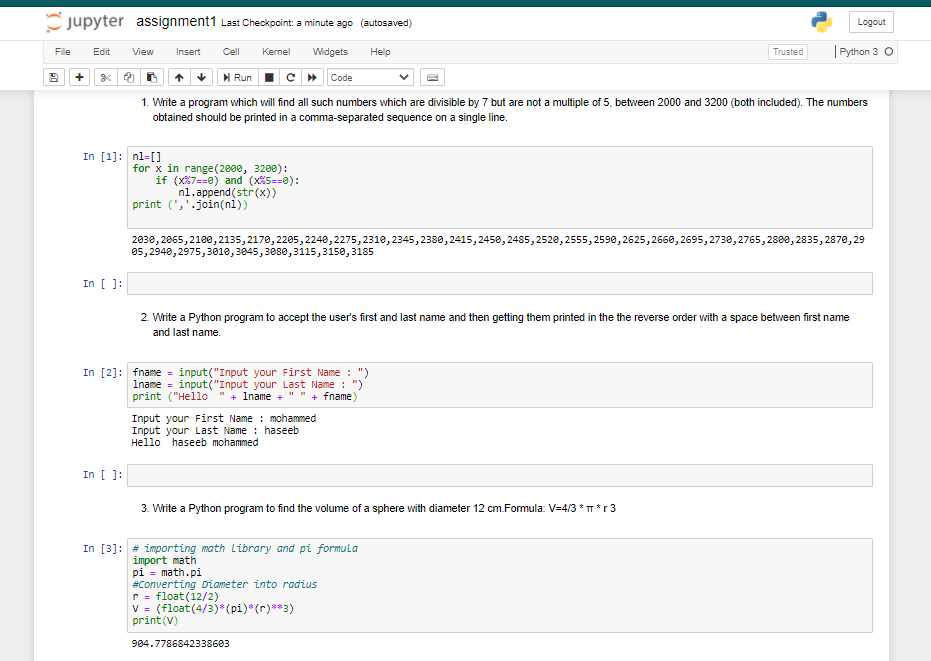 jupyter assignment1 Last Checkpoint: a minute ago (autosaved) Logout
File Edit View Insert Cell Kernel Widgets Help Trusted Python 3
Run Code
1. Write a program which will find all such numbers which are divisible by 7 but are not a multiple of 5, between 2000 and 3200 (both included). The numbers
obtained should be printed in a comma-separated sequence on a single line.
In [1]: nl=[]
for x in range(2000, 3200):
if (x%7==0) and (x%5==0):
nl.append(str(x))
print (','.join(nl))
2030,2065,2100,2135,2170,2205,2240,2275,2310,2345,2380,2415,2450,2485,2520,2555,2590,2625,2660,2695,2730,2765,2800,2835,2870,29
05,2940,2975,3010,3045,3080,3115,3150,3185
In [ ]:
2. Write a Python program to accept the user's first and last name and then getting them printed in the the reverse order with a space between first name
and last name.
In [2]: fname = input("Input your First Name : ")
lname = input("Input your Last Name : ")
print ("Hello  " + lname + " " + fname)
Input your First Name : mohammed
Input your Last Name : haseeb
Hello  haseeb mohammed
In [ ]:
3. Write a Python program to find the volume of a sphere with diameter 12 cm.Formula: V=4/3 * π * r 3
In [3]: # importing math library and pi formula
import math
pi = math.pi
#Converting Diameter into radius
r = float(12/2)
V = (float(4/3)*(pi)*(r)**3)
print(V)
904.7786842338603